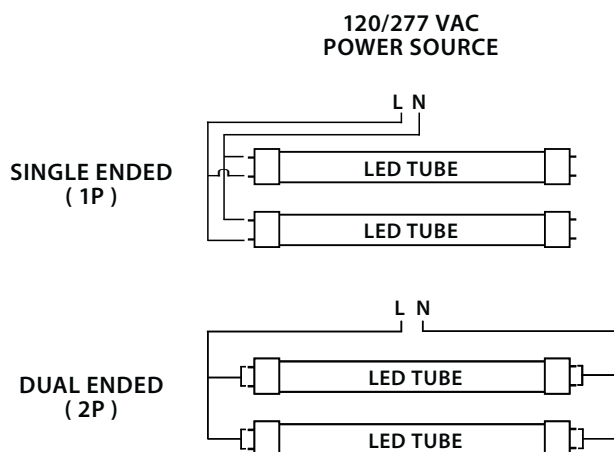 120/277 VAC
POWER SOURCE
L N
SINGLE ENDED
( 1P )
LED TUBE
LED TUBE
L N
DUAL ENDED
( 2P )
LED TUBE
LED TUBE